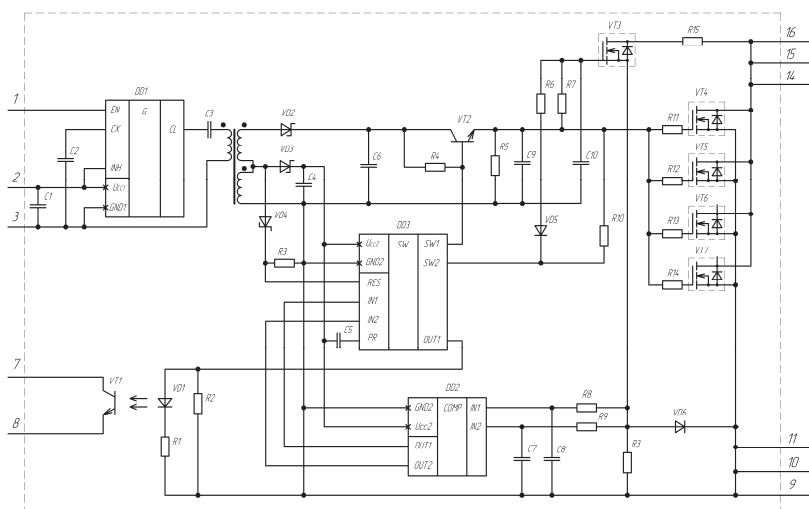 VT3
16
R15
15
14
DD1
R6
R7
1
EN
G
C3
VD2
VT2
VT4
R11
CX
CL
C2
VD3
R4
R5
C9
C10
C6
VT5
INH
R12
2
UCC1
C4
C1
GND1
VT6
3
VD4
DD3
VD5
R10
R13
UCC2
SW
SW1
R3
GND2
SW2
R14
RES
IN1
IN2
C5
PR
OUT1
7
VT1
VD1
R2
DD2
8
R1
GND2
COMP
IN1
R8
Ucc2
IN2
R9
VD6
OUT1
C7
C8
R3
11
OUT2
10
9